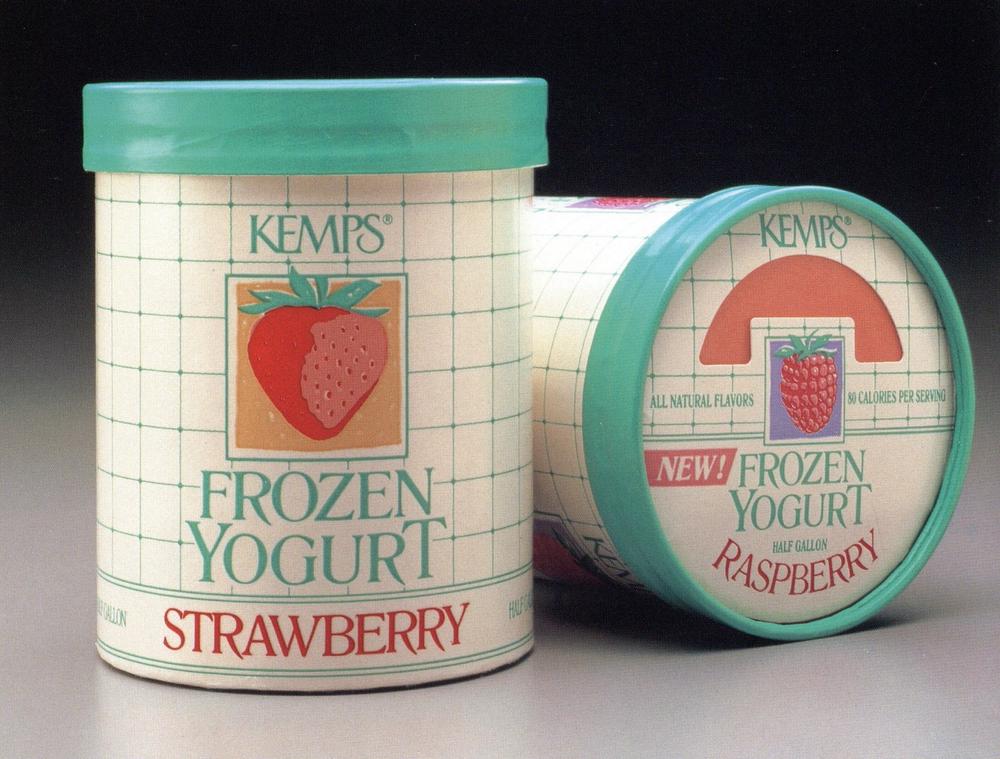 KEMPS®
FROZEN
YOGURT
HALF GALLON
STRAWBERRY
KEMPS®
ALL NATURAL FLAVORS
80 CALORIES PER SERVING
NEW!
FROZEN
YOGURT
HALF GALLON
RASPBERRY